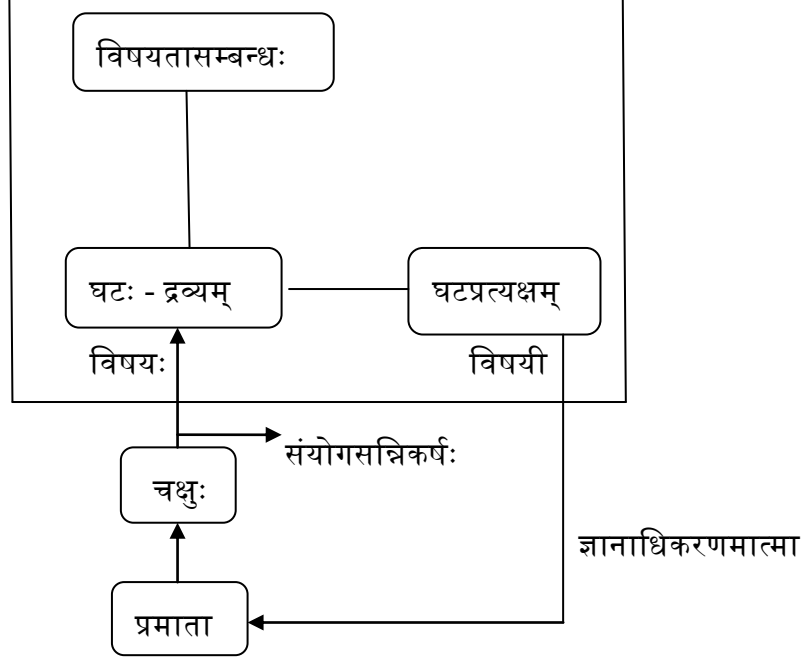 विषयतासम्बन्धः
घटः - द्रव्यम्
घटप्रत्यक्षम्
विषयः
विषयी
संयोगसन्निकर्षः
चक्षुः
ज्ञानाधिकरणमात्मा
प्रमाता